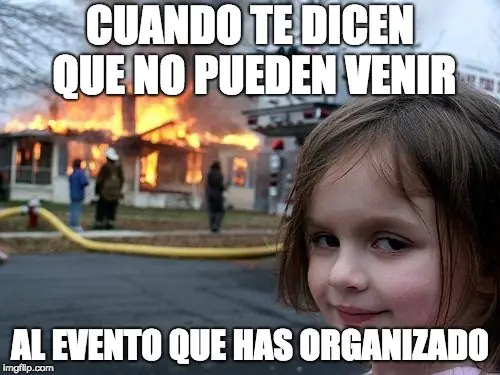 CUANDO TE DICEN
QUE NO PUEDEN VENIR
AL EVENTO QUE HAS ORGANIZADO
imgflip.com